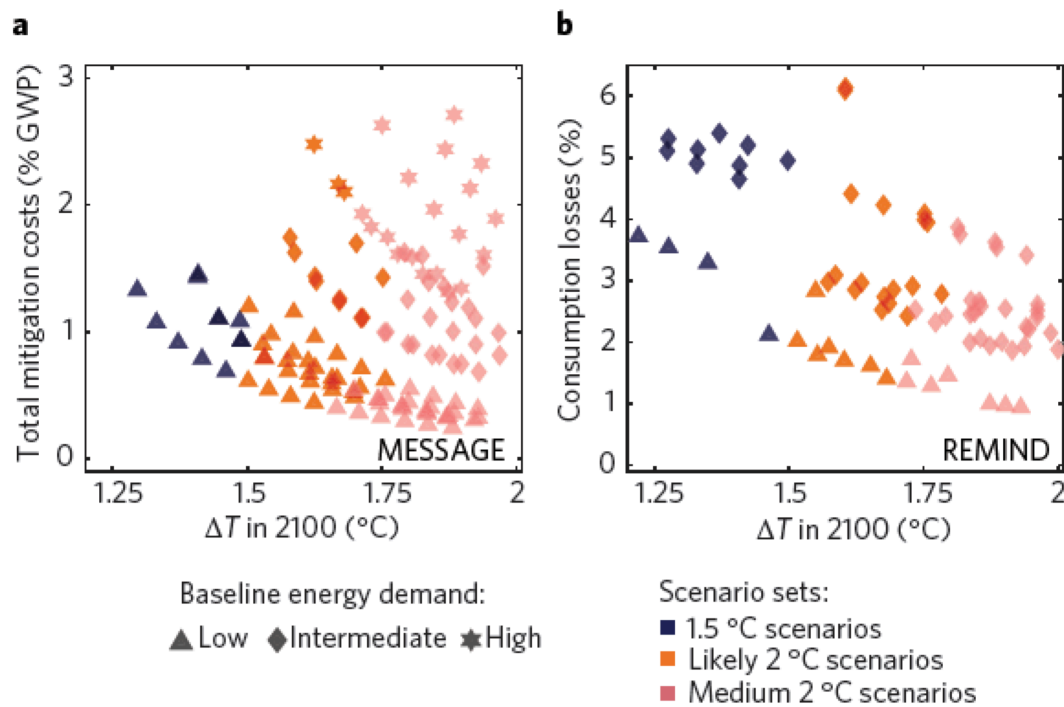 a
b
Total mitigation costs (% GWP)
3
2
1
0
MESSAGE
1.25 1.5 1.75 2
ΔT in 2100 (°C)
Consumption losses (%)
6
5
4
3
2
1
0
REMIND
1.25 1.5 1.75 2
ΔT in 2100 (°C)
Baseline energy demand:
Low Intermediate High
Scenario sets:
1.5 °C scenarios
Likely 2 °C scenarios
Medium 2 °C scenarios